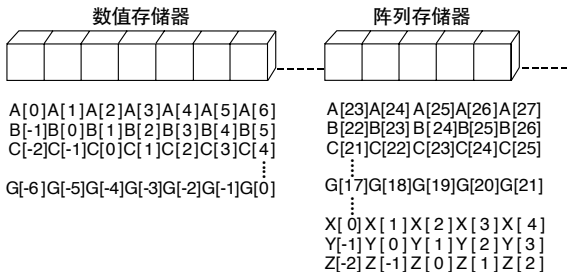 数值存储器 阵列存储器
A[0]A[1]A[2]A[3]A[4]A[5]A[6] A[23]A[24] A[25]A[26]A[27]
B[-1]B[0]B[1]B[2]B[3]B[4]B[5] B[22]B[23] B[24]B[25]B[26]
C[-2]C[-1]C[0]C[1]C[2]C[3]C[4] C[21]C[22]C[23]C[24]C[25]
G[-6]G[-5]G[-4]G[-3]G[-2]G[-1]G[0] G[17]G[18]G[19]G[20]G[21]
X[ 0]X[ 1]X[ 2]X[ 3]X[ 4]
Y[-1]Y[ 0]Y[ 1]Y[ 2]Y[ 3]
Z[-2]Z[-1]Z[ 0]Z[ 1]Z[ 2]